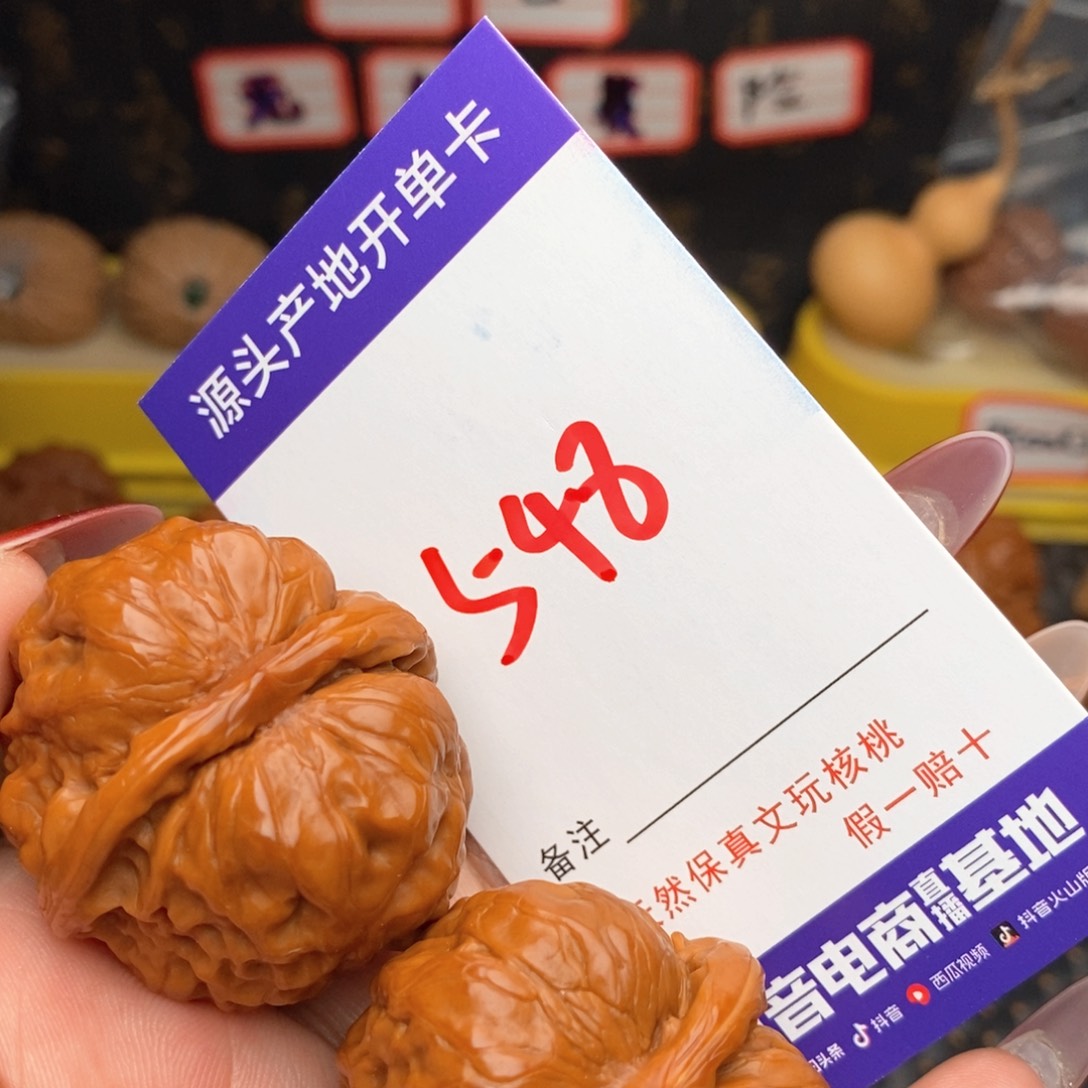 源头产地开单卡
548
备注
然保真文玩核桃
假一赔十
音电商直播基地
头条 抖音 西瓜视频 抖音火山版